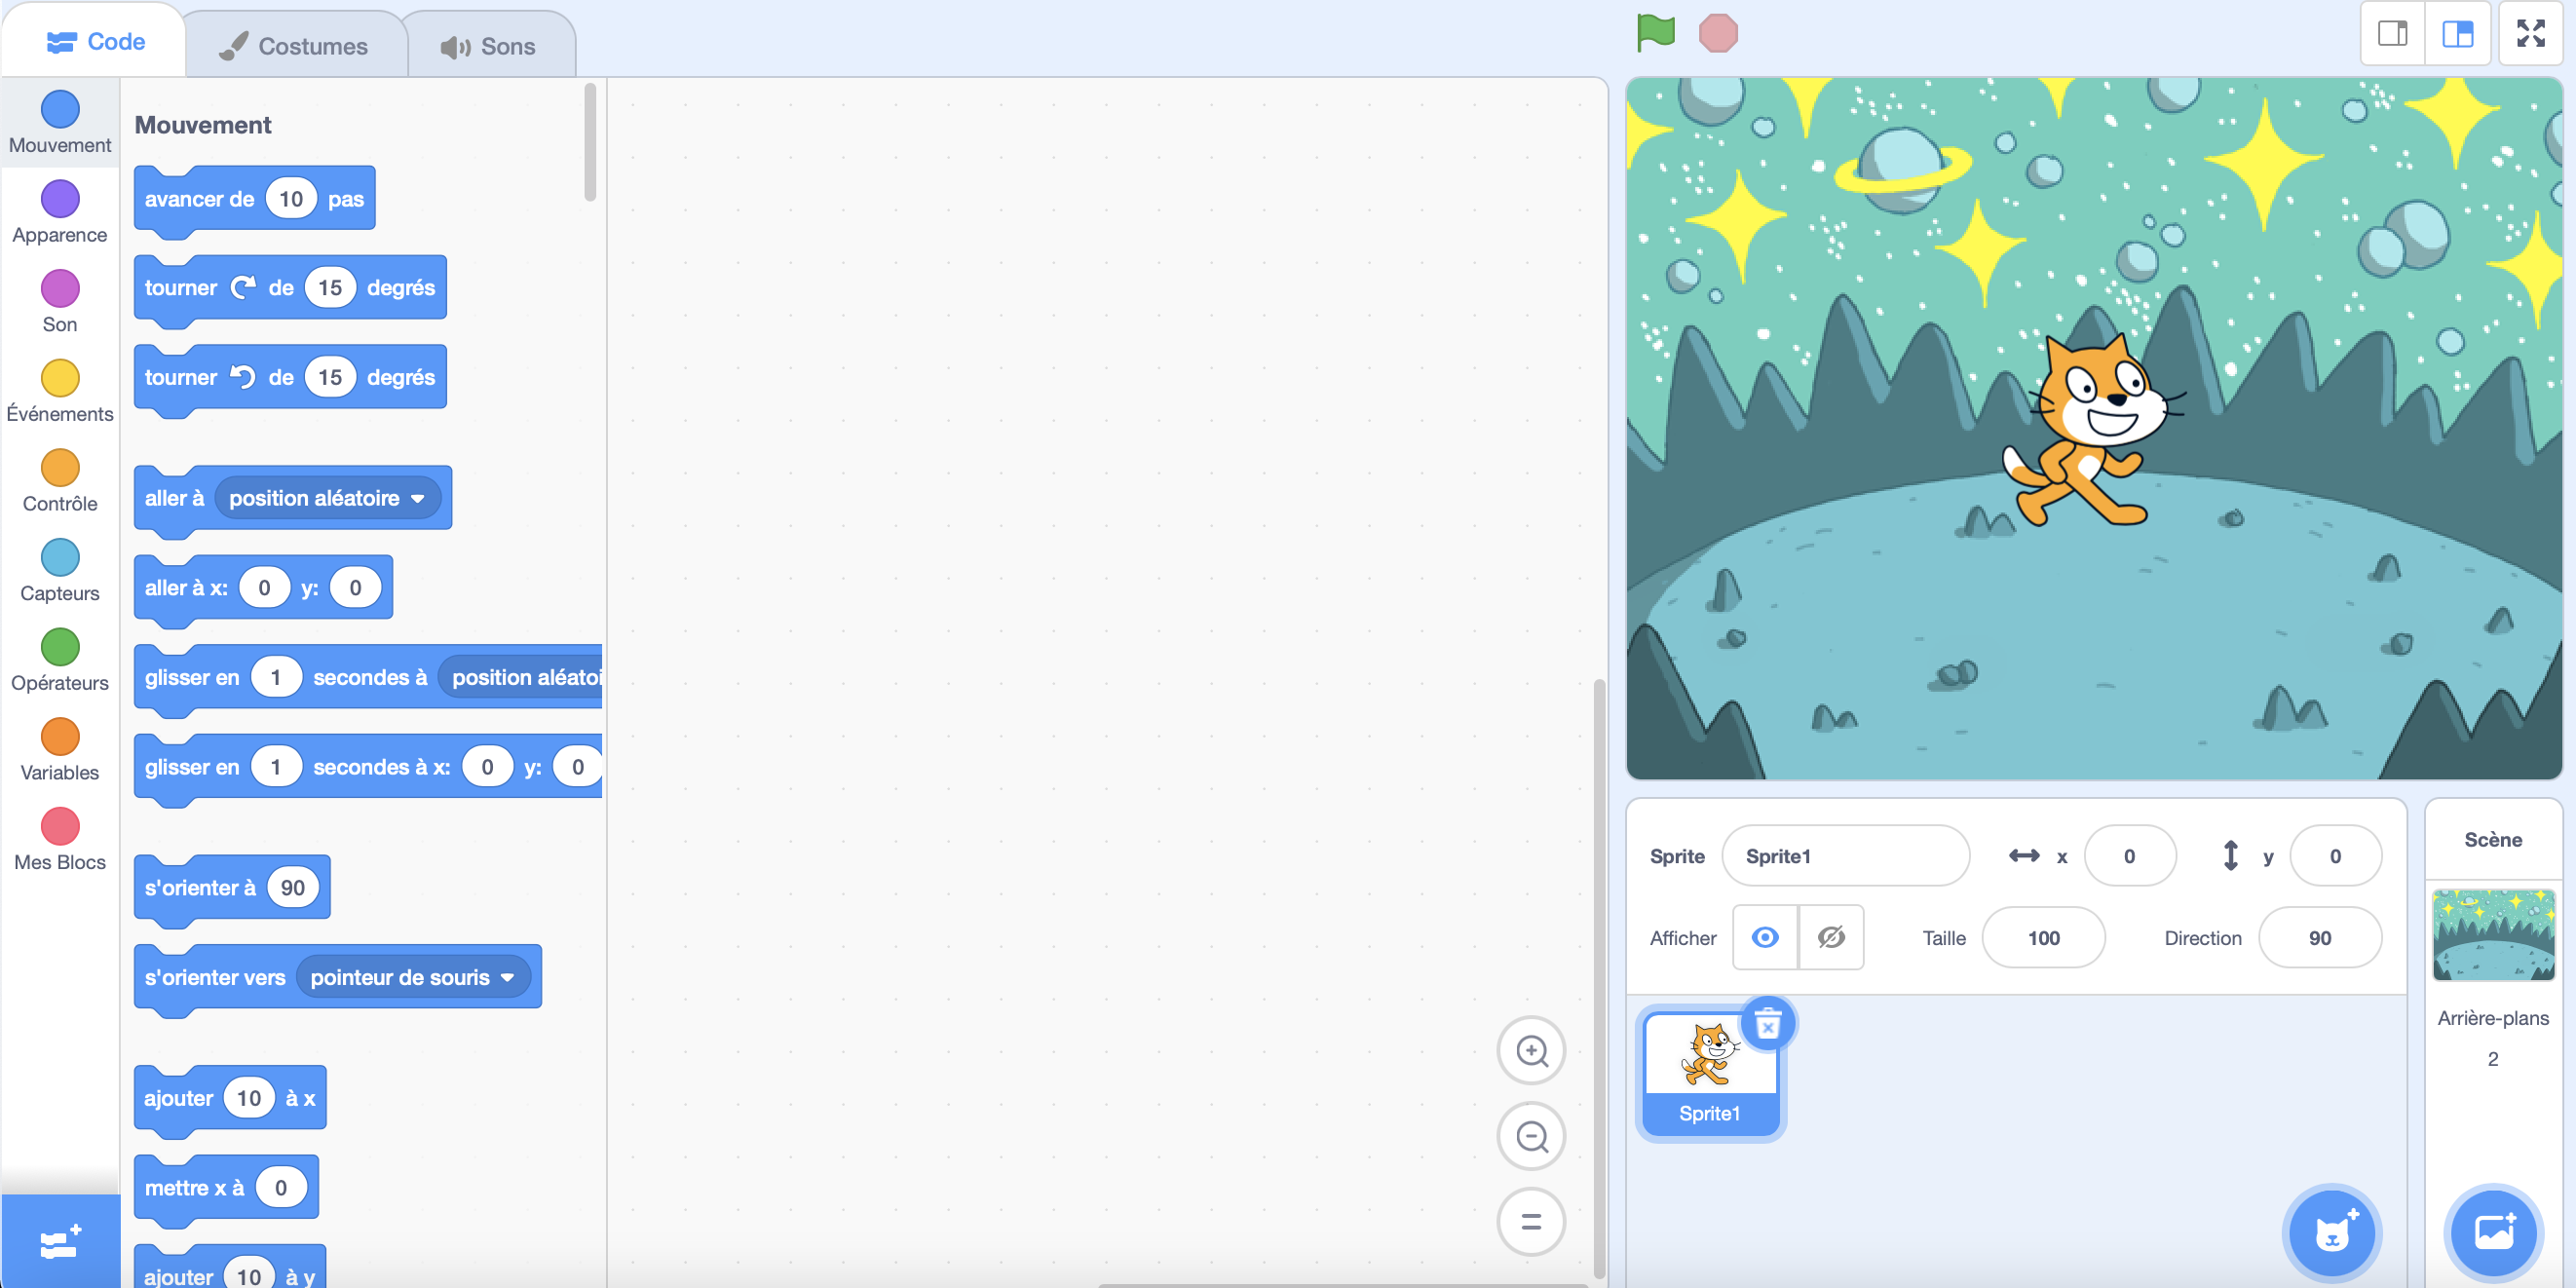 Code
Costumes
Sons
Mouvement
Apparence
Son
Événements
Contrôle
Capteurs
Opérateurs
Variables
Mes Blocs
Mouvement
avancer de 10 pas
tourner de 15 degrés
tourner de 15 degrés
aller à position aléatoire
aller à x: 0 y: 0
glisser en 1 secondes à position aléatoi
glisser en 1 secondes à x: 0 y: 0
s'orienter à 90
s'orienter vers pointeur de souris
ajouter 10 à x
mettre x à 0
ajouter 10 à y
Sprite Sprite1 x 0 y 0
Afficher Taille 100 Direction 90
Sprite1
Scène
Arrière-plans
2